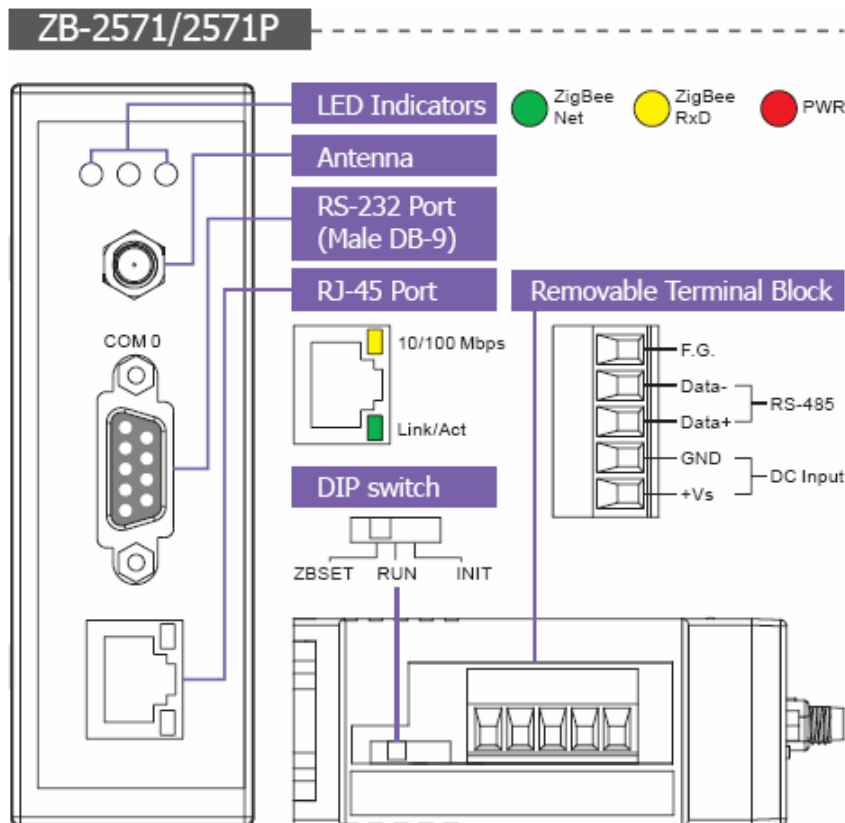 ZB-2571/2571P
LED Indicators
ZigBee
Net
ZigBee
RxD
PWR
Antenna
RS-232 Port
(Male DB-9)
RJ-45 Port
Removable Terminal Block
10/100 Mbps
Link/Act
F.G.
Data-
Data+
RS-485
GND
+Vs
DC Input
COM 0
DIP switch
ZBSET RUN INIT